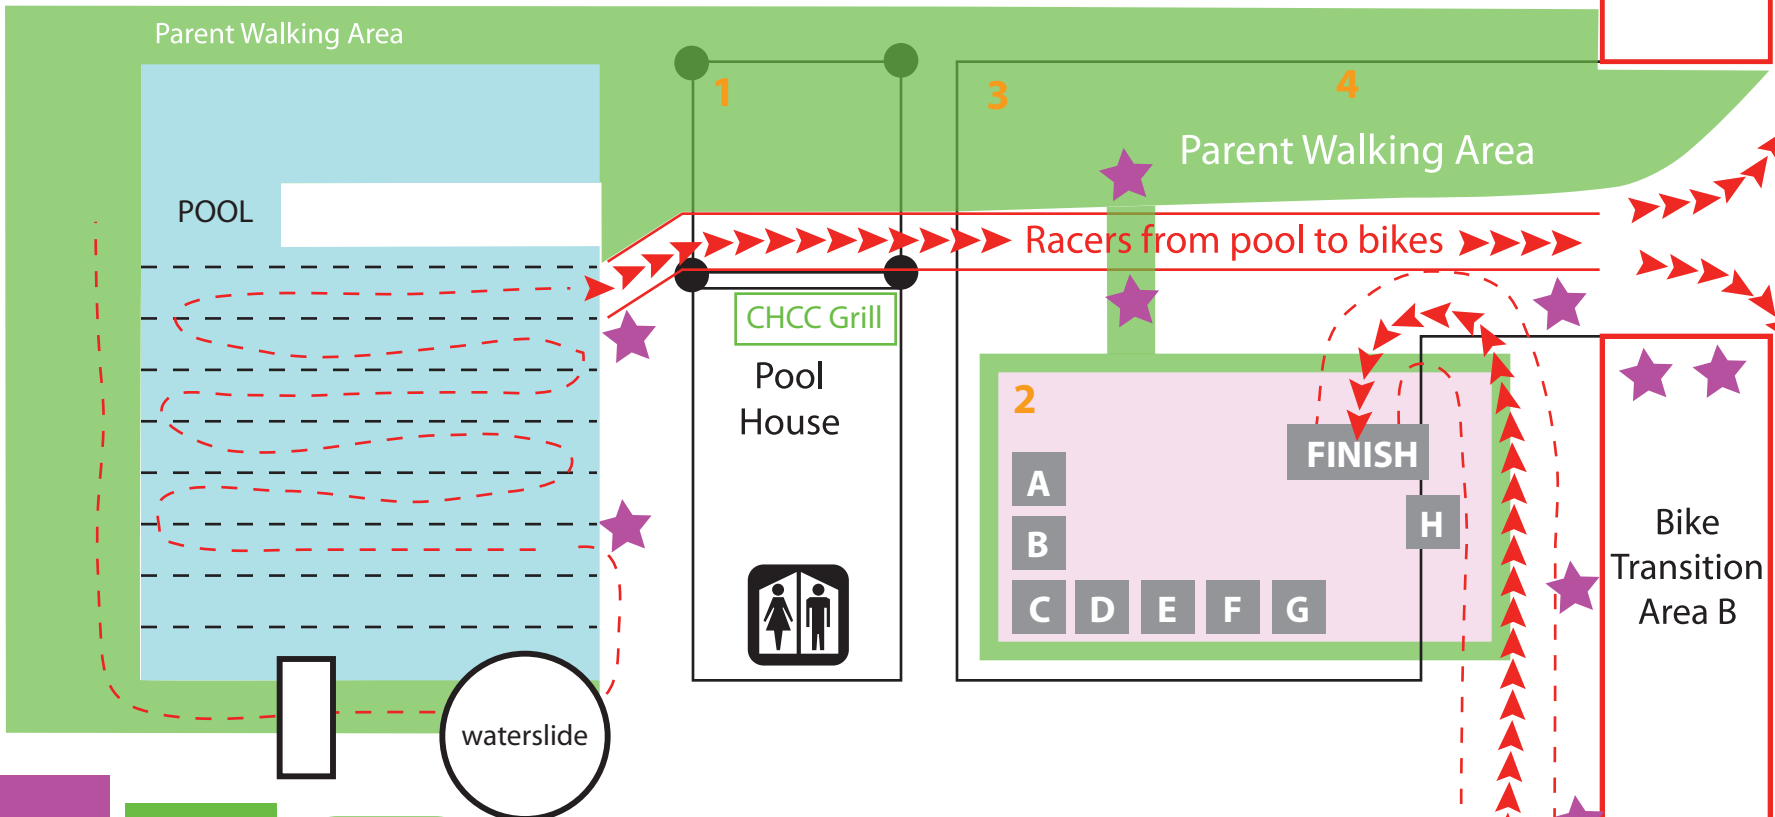 Parent Walking Area
1
3
4
Parent Walking Area
POOL
Racers from pool to bikes
CHCC Grill
Pool
House
2
FINISH
A
H
B
C D E F G
Bike
Transition
Area B
waterslide